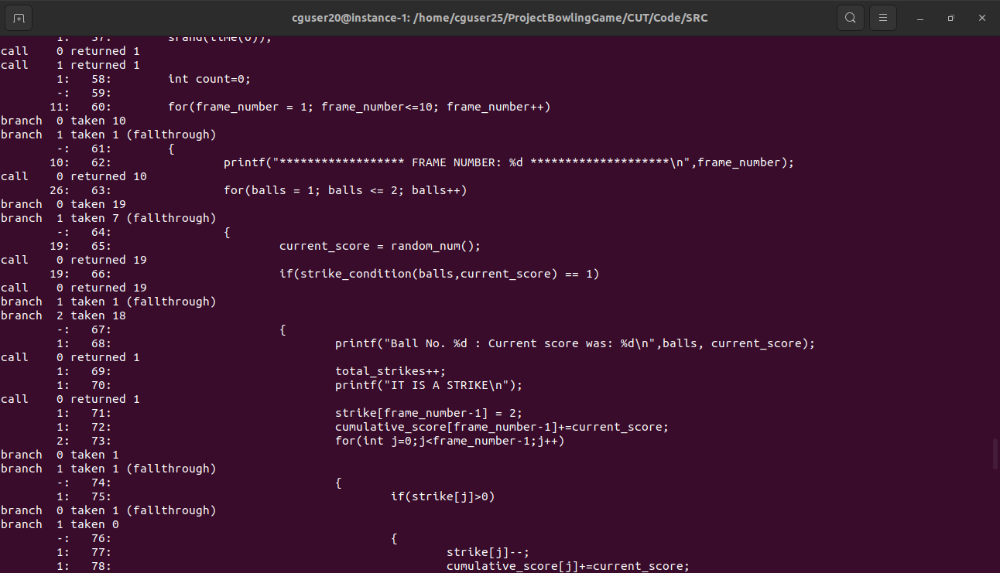 cguser20@instance-1: /home/cguser25/ProjectBowlingGame/CUT/Code/SRC
1: 57: srand(time(0));
call 0 returned 1
call 1 returned 1
1: 58: int count=0;
-: 59:
11: 60: for(frame_number = 1; frame_number<=10; frame_number++)
branch 0 taken 10
branch 1 taken 1 (fallthrough)
-: 61: {
10: 62: printf("****************** FRAME NUMBER: %d ********************\n",frame_number);
call 0 returned 10
26: 63: for(balls = 1; balls <= 2; balls++)
branch 0 taken 19
branch 1 taken 7 (fallthrough)
-: 64: {
19: 65: current_score = random_num();
call 0 returned 19
19: 66: if(strike_condition(balls,current_score) == 1)
call 0 returned 19
branch 1 taken 1 (fallthrough)
branch 2 taken 18
-: 67: {
1: 68: printf("Ball No. %d : Current score was: %d\n",balls, current_score);
call 0 returned 1
1: 69: total_strikes++;
1: 70: printf("IT IS A STRIKE\n");
call 0 returned 1
1: 71: strike[frame_number-1] = 2;
1: 72: cumulative_score[frame_number-1]+=current_score;
2: 73: for(int j=0;j<frame_number-1;j++)
branch 0 taken 1
branch 1 taken 1 (fallthrough)
-: 74: {
1: 75: if(strike[j]>0)
branch 0 taken 1 (fallthrough)
branch 1 taken 0
-: 76: {
1: 77: strike[j]--;
1: 78: cumulative_score[j]+=current_score;